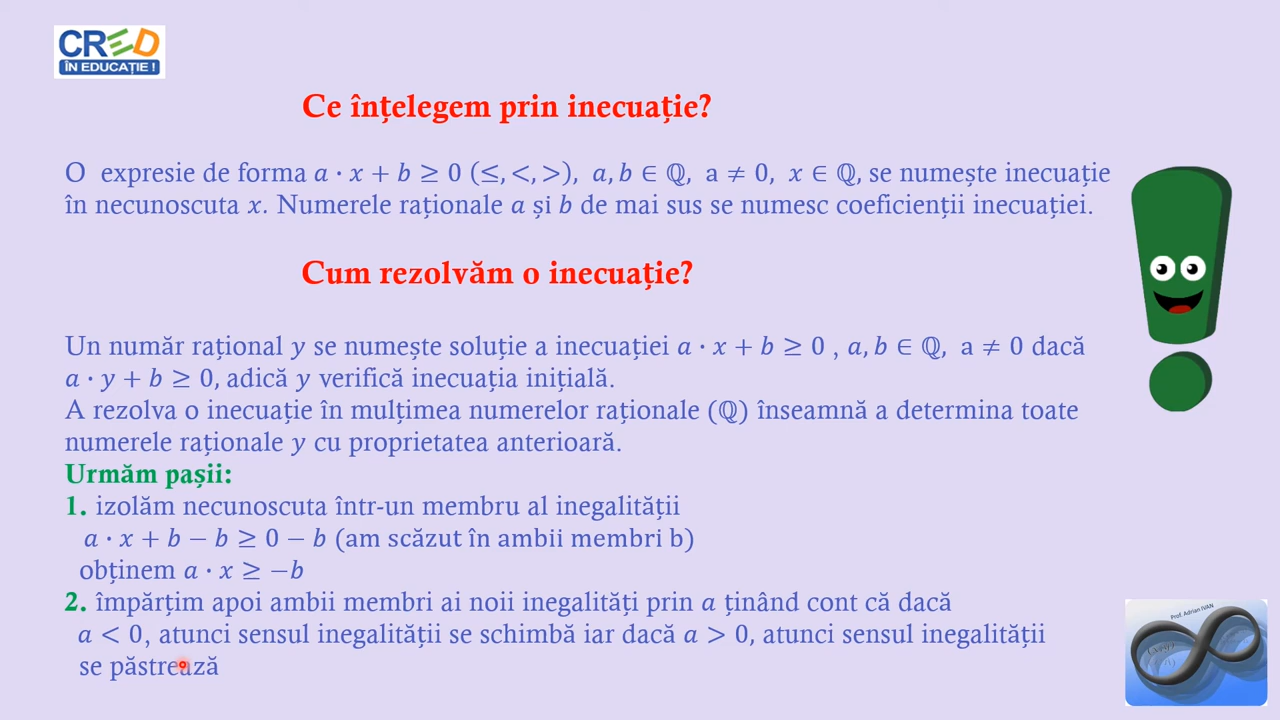 CRED
ÎN EDUCAȚIE !
Ce înțelegem prin inecuație?
O expresie de forma a · x + b ≥ 0 (≤, <, >), a, b ∈ ℚ, a ≠ 0, x ∈ ℚ, se numește inecuație
în necunoscuta x. Numerele raționale a și b de mai sus se numesc coeficienții inecuației.
Cum rezolvăm o inecuație?
Un număr rațional y se numește soluție a inecuației a · x + b ≥ 0 , a, b ∈ ℚ, a ≠ 0 dacă
a · y + b ≥ 0, adică y verifică inecuația inițială.
A rezolva o inecuație în mulțimea numerelor raționale (ℚ) înseamnă a determina toate
numerele raționale y cu proprietatea anterioară.
Urmăm pașii:
1. izolăm necunoscuta într-un membru al inegalității
a · x + b − b ≥ 0 − b (am scăzut în ambii membri b)
obținem a · x ≥ −b
2. împărțim apoi ambii membri ai noii inegalități prin a ținând cont că dacă
a < 0, atunci sensul inegalității se schimbă iar dacă a > 0, atunci sensul inegalității
se păstrează
Prof. Adrian IVAN